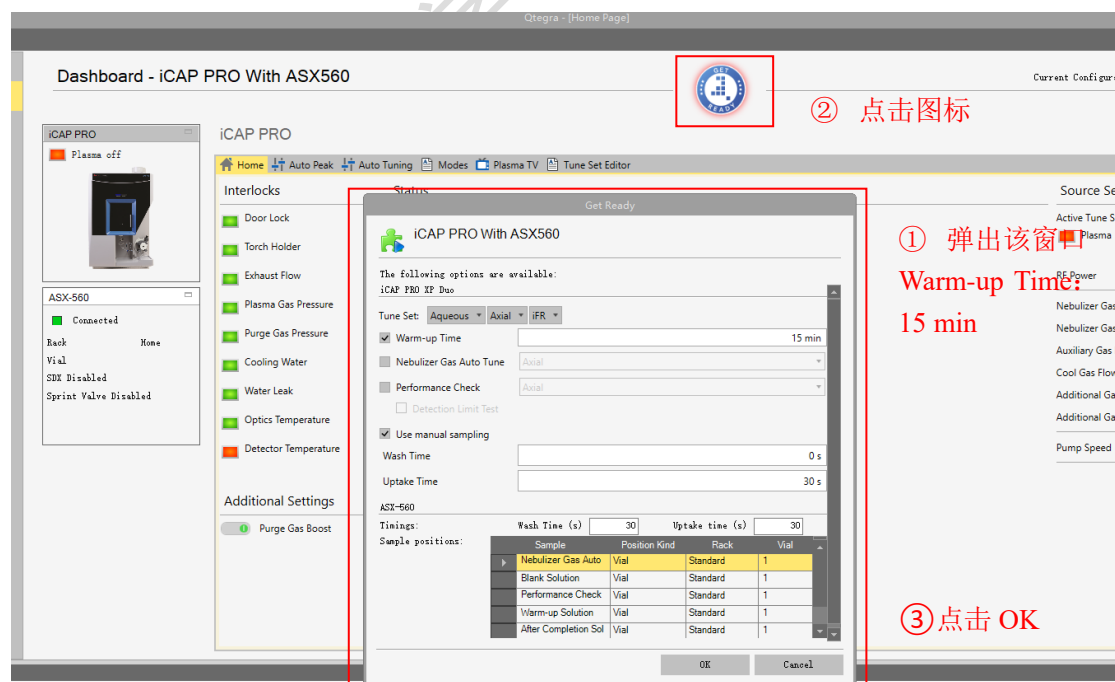 Qtegra - [Home Page]
Dashboard - iCAP PRO With ASX560
GET
READY
Current Configur
② 点击图标
iCAP PRO
Plasma off
iCAP PRO
Home Auto Peak Auto Tuning Modes Plasma TV Tune Set Editor
Interlocks
Status
Source Se
Door Lock
Torch Holder
Exhaust Flow
Plasma Gas Pressure
Purge Gas Pressure
Cooling Water
Water Leak
Optics Temperature
Detector Temperature
Additional Settings
Purge Gas Boost
ASX-560
Connected
Rack Home
Vial
SDX Disabled
Sprint Valve Disabled
Get Ready
iCAP PRO With ASX560
The following options are available:
iCAP PRO XP Duo
Tune Set: Aqueous Axial iFR
Warm-up Time 15 min
Nebulizer Gas Auto Tune Axial
Performance Check Axial
Detection Limit Test
Use manual sampling
Wash Time 0 s
Uptake Time 30 s
ASX-560
Timings: Wash Time (s) 30 Uptake time (s) 30
Sample positions:
Sample Position Kind Rack Vial
Nebulizer Gas Auto Vial Standard 1
Blank Solution Vial Standard 1
Performance Check Vial Standard 1
Warm-up Solution Vial Standard 1
After Completion Sol Vial Standard 1
OK Cancel
Active Tune S
Plasma
RF Power
Nebulizer Gas
Nebulizer Gas
Auxiliary Gas
Cool Gas Flow
Additional Ga
Additional Ga
Pump Speed
① 弹出该窗口
Warm-up Time:
15 min
③点击 OK